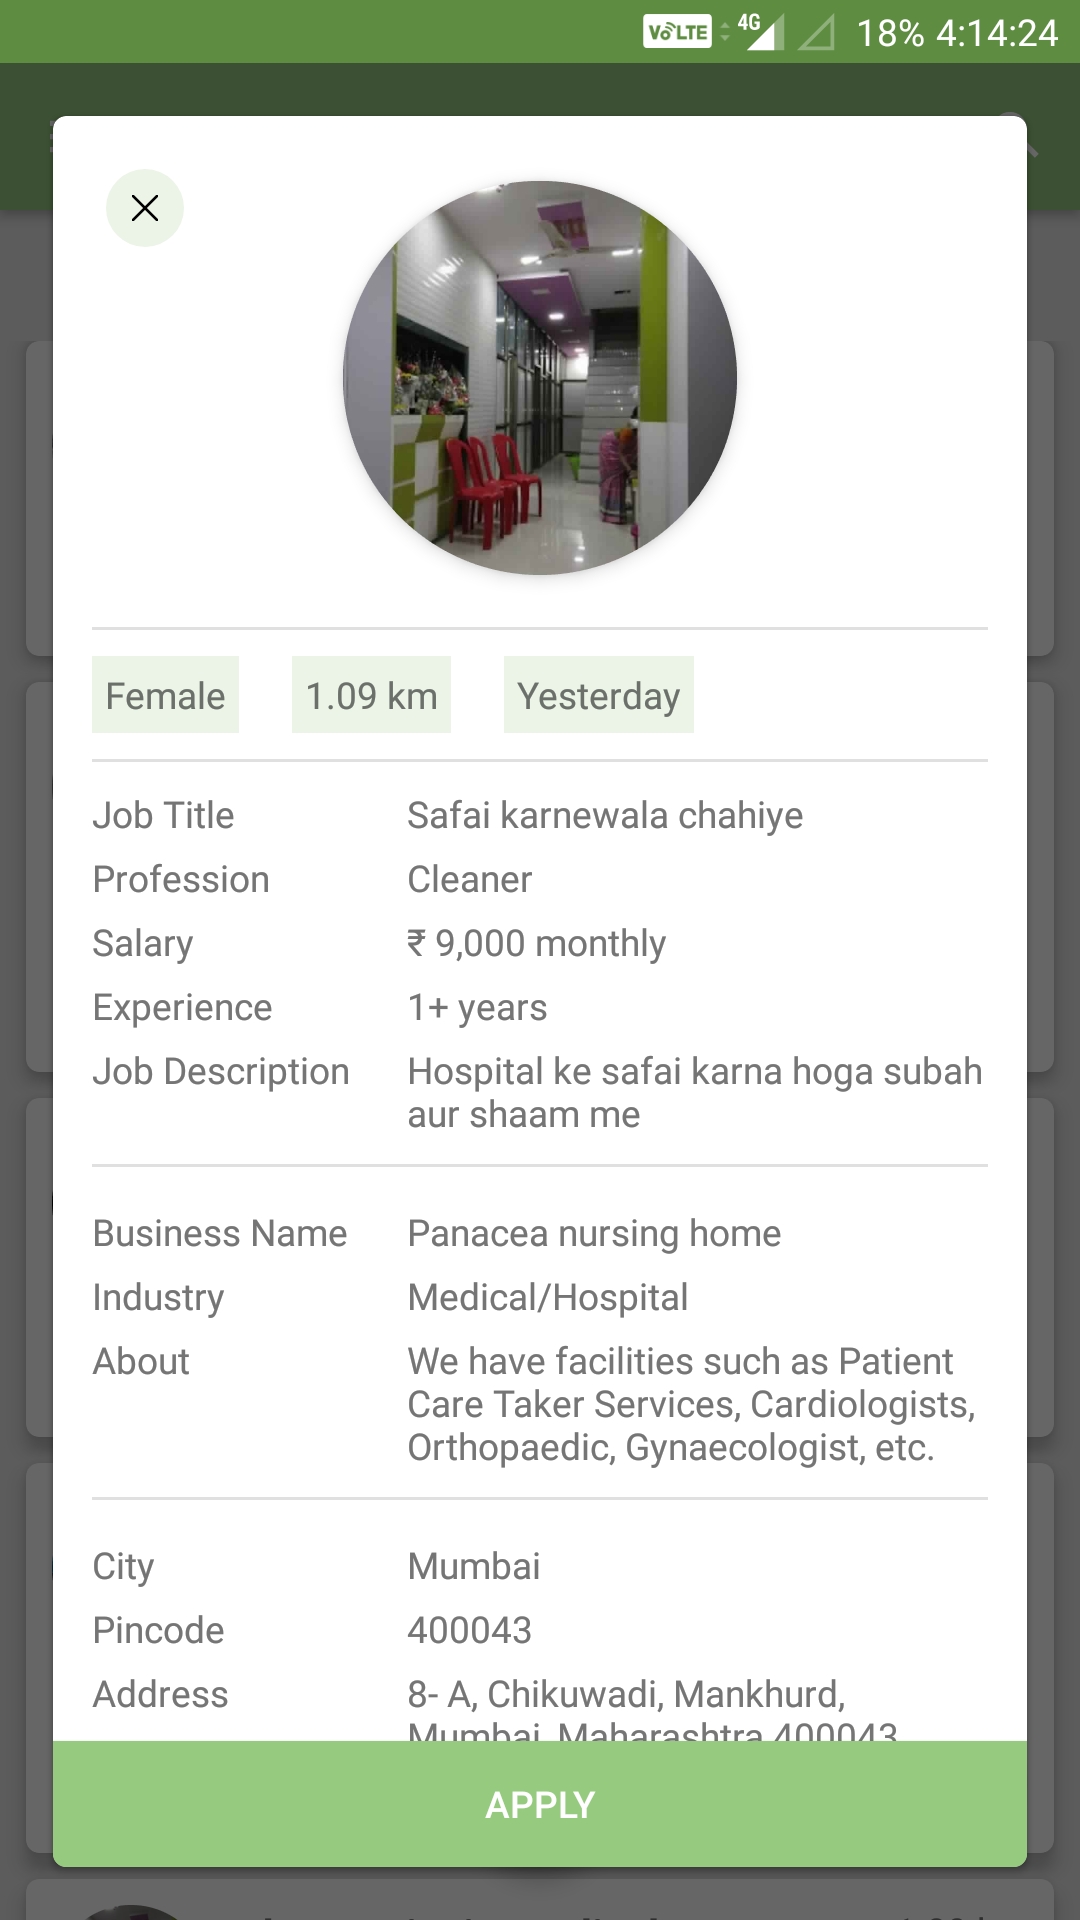 VoLTE 4G 18% 4:14:24
Female 1.09 km Yesterday
Job Title Safai karnewala chahiye
Profession Cleaner
Salary ₹ 9,000 monthly
Experience 1+ years
Job Description Hospital ke safai karna hoga subah
aur shaam me
Business Name Panacea nursing home
Industry Medical/Hospital
About We have facilities such as Patient
Care Taker Services, Cardiologists,
Orthopaedic, Gynaecologist, etc.
City Mumbai
Pincode 400043
Address 8- A, Chikuwadi, Mankhurd,
Mumbai, Maharashtra 400043
APPLY